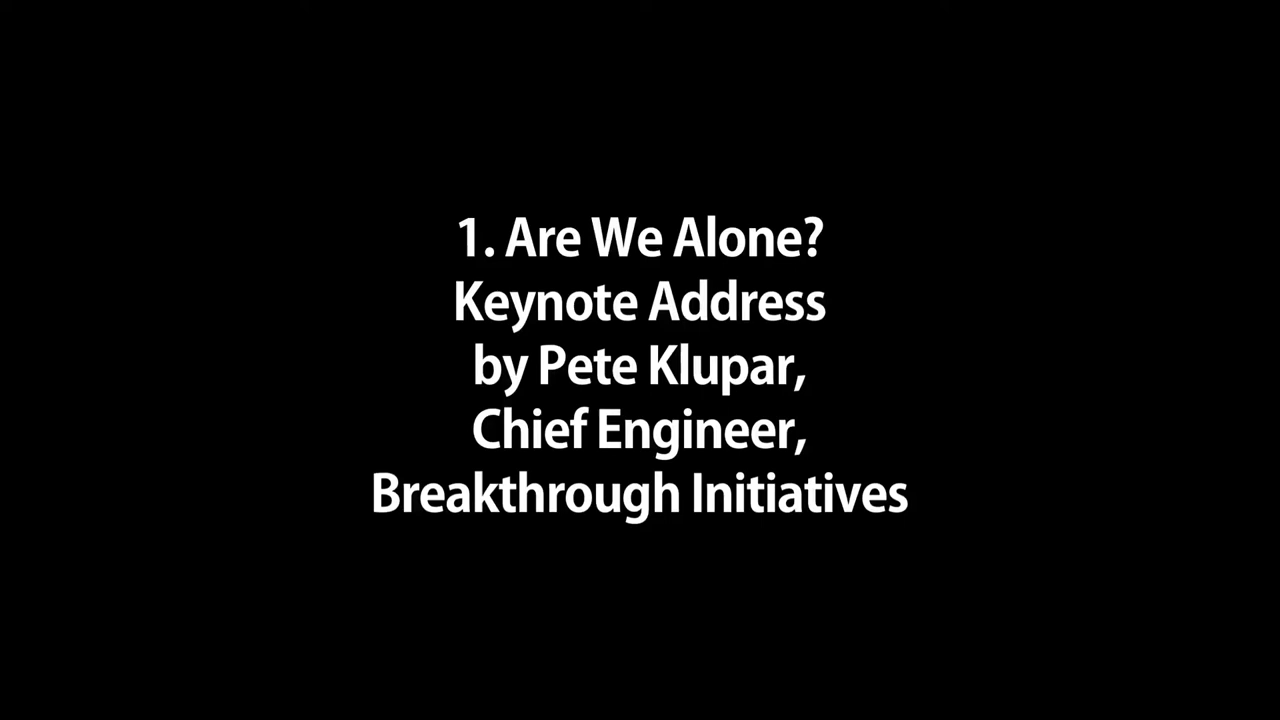 1. Are We Alone?
Keynote Address
by Pete Klupar,
Chief Engineer,
Breakthrough Initiatives